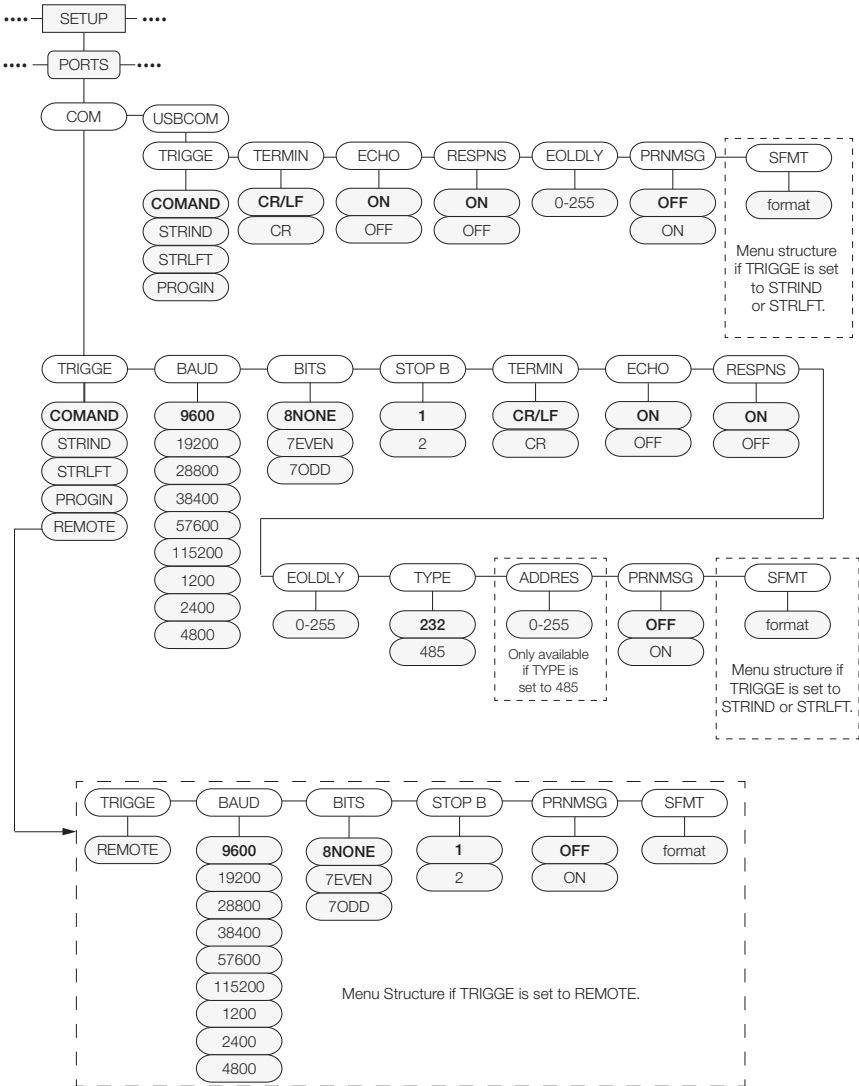 •••• SETUP ••••
•••• PORTS ••••
COM USBCOM
TRIGGE TERMIN ECHO RESPNS EOLDLY PRNMSG SFMT
COMAND CR/LF ON ON 0-255 OFF format
STRIND CR OFF OFF ON
STRLFT
PROGIN
Menu structure
if TRIGGE is set
to STRIND
or STRLFT.
TRIGGE BAUD BITS STOP B TERMIN ECHO RESPNS
COMAND 9600 8NONE 1 CR/LF ON ON
STRIND 19200 7EVEN 2 CR OFF OFF
STRLFT 28800 7ODD
PROGIN 38400
REMOTE 57600
115200
1200
2400
4800
EOLDLY TYPE ADDRES PRNMSG SFMT
0-255 232 0-255 OFF format
485 ON
Only available
if TYPE is
set to 485
Menu structure if
TRIGGE is set to
STRIND or STRLFT.
TRIGGE BAUD BITS STOP B PRNMSG SFMT
REMOTE 9600 8NONE 1 OFF format
19200 7EVEN 2 ON
28800 7ODD
38400
57600
115200
1200
2400
4800
Menu Structure if TRIGGE is set to REMOTE.